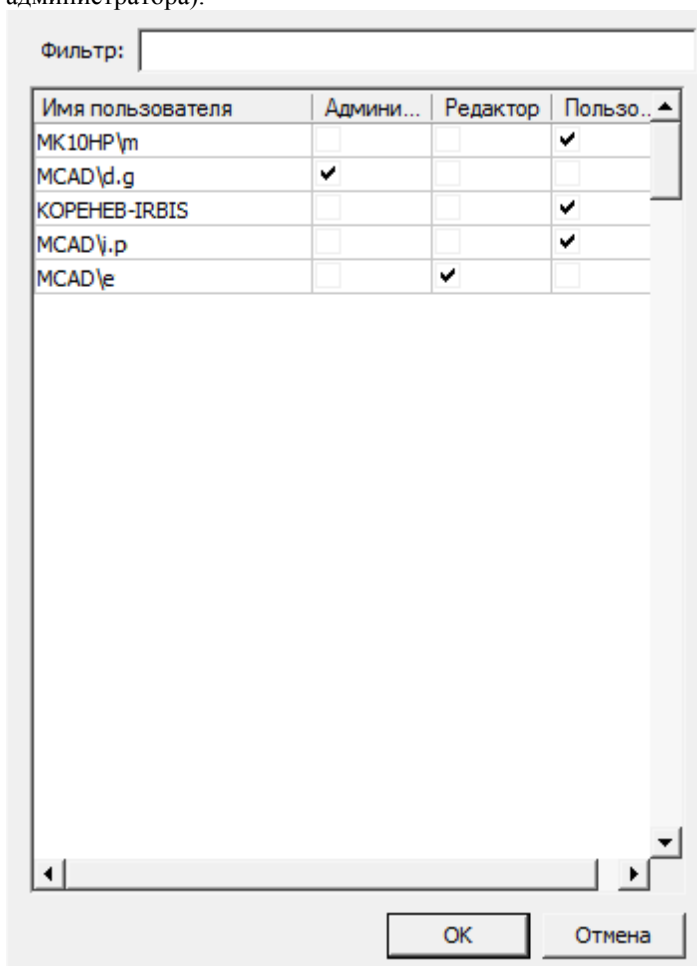 администратора).
Фильтр:
Имя пользователя Админи... Редактор Пользо...
MK10HP\m
MCAD\d.g
КОРЕНЕВ-IRBIS
MCAD\i.p
MCAD\e
OK Отмена